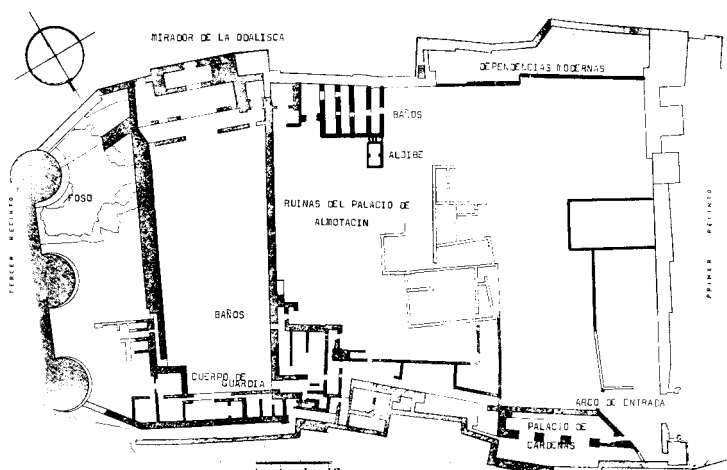 MIRADOR DE LA ODALISCA
DEPENDENCIAS MODERNAS
BAÑOS
ALJIBE
FOSO
RUINAS DEL PALACIO DE
ALMOTACIN
TERCER RECINTO
PRIMER RECINTO
BAÑOS
CUERPO DE
GUARDIA
ARCO DE ENTRADA
PALACIO DE
CARDENAS